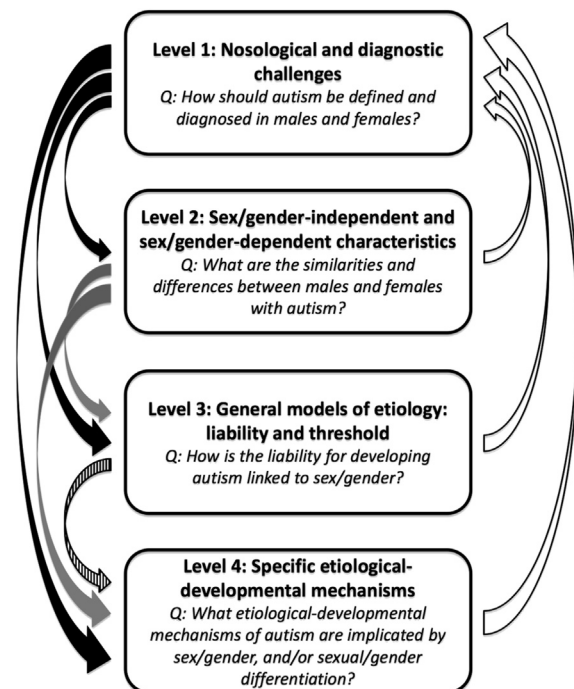 Level 1: Nosological and diagnostic
challenges
Q: How should autism be defined and
diagnosed in males and females?
Level 2: Sex/gender-independent and
sex/gender-dependent characteristics
Q: What are the similarities and
differences between males and females
with autism?
Level 3: General models of etiology:
liability and threshold
Q: How is the liability for developing
autism linked to sex/gender?
Level 4: Specific etiological-
developmental mechanisms
Q: What etiological-developmental
mechanisms of autism are implicated by
sex/gender, and/or sexual/gender
differentiation?